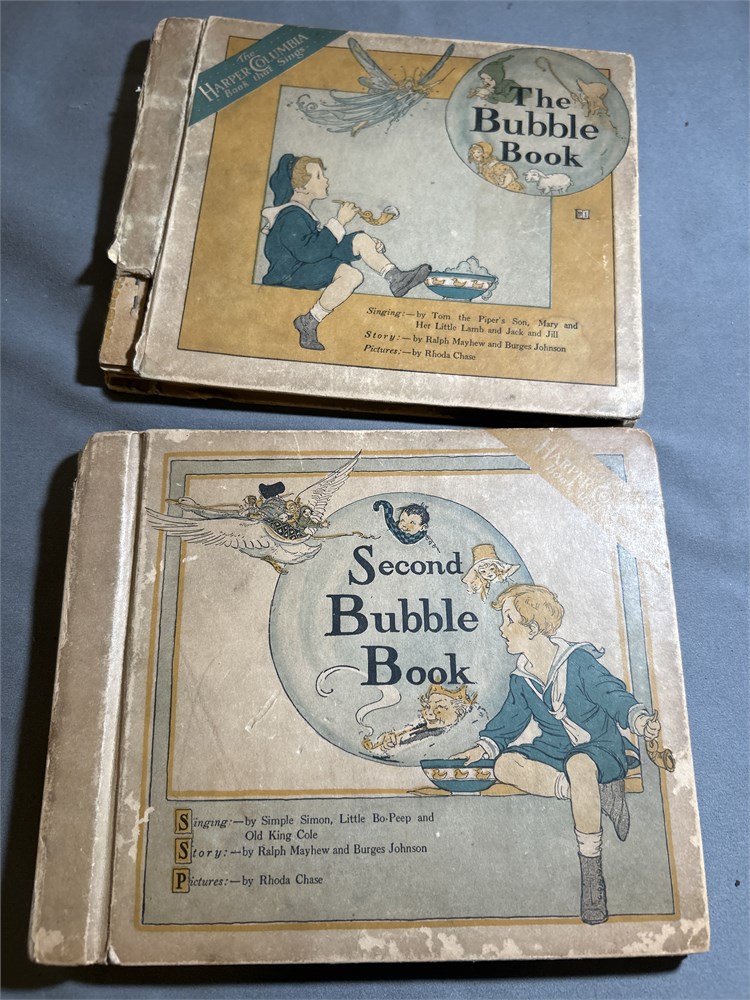 The
HARPER COLUMBIA
Book that Sings
The
Bubble
Book
Singing:—by Tom the Piper's Son, Mary and
Her Little Lamb and Jack and Jill
Story:—by Ralph Mayhew and Burges Johnson
Pictures:—by Rhoda Chase
HARPER
Book
Second
Bubble
Book
Singing:—by Simple Simon, Little Bo-Peep and
Old King Cole
Story:—by Ralph Mayhew and Burges Johnson
Pictures:—by Rhoda Chase